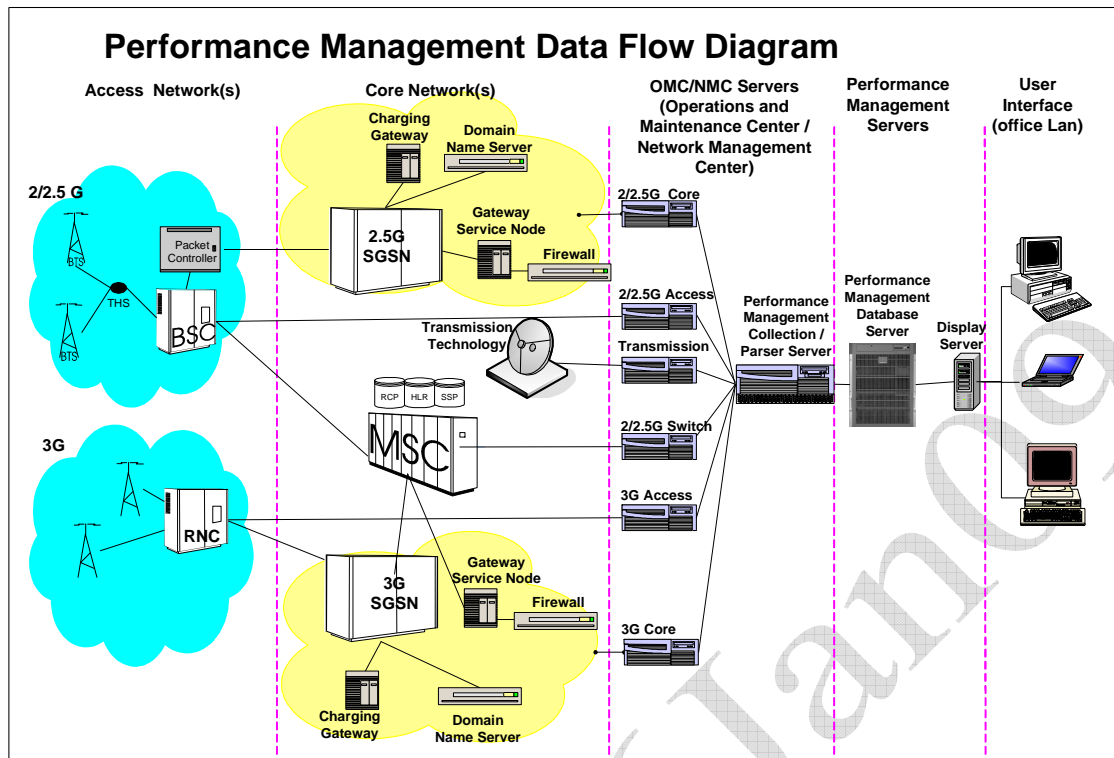 Performance Management Data Flow Diagram
Access Network(s)
Core Network(s)
OMC/NMC Servers
(Operations and
Maintenance Center /
Network Management
Center)
Performance
Management
Servers
User
Interface
(office Lan)
2/2.5 G
BTS
BTS
THS
Packet
Controller
BSC
Charging
Gateway
Domain
Name Server
2.5G
SGSN
Gateway
Service Node
Firewall
2/2.5G Core
2/2.5G Access
Transmission
Technology
Transmission
RCP
HLR
SSP
MSC
2/2.5G Switch
3G
RNC
3G Access
3G
SGSN
Gateway
Service Node
Firewall
3G Core
Charging
Gateway
Domain
Name Server
Performance
Management
Collection /
Parser Server
Performance
Management
Database
Server
Display
Server